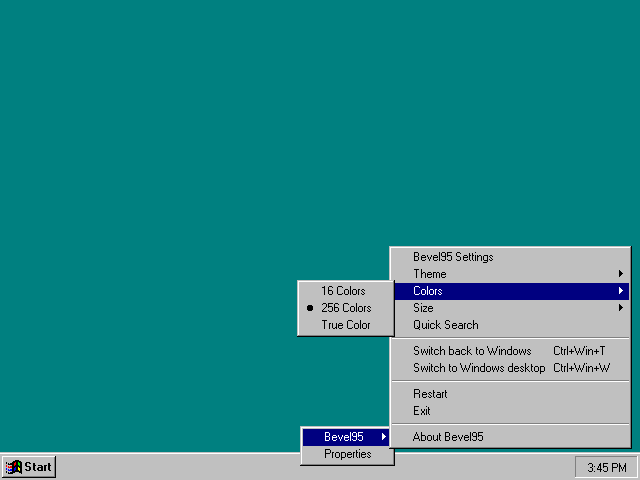 Bevel95 Settings
Theme
Colors
Size
Quick Search
Switch back to Windows Ctrl+Win+T
Switch to Windows desktop Ctrl+Win+W
Restart
Exit
About Bevel95
16 Colors
256 Colors
True Color
Bevel95
Properties
Start
3:45 PM